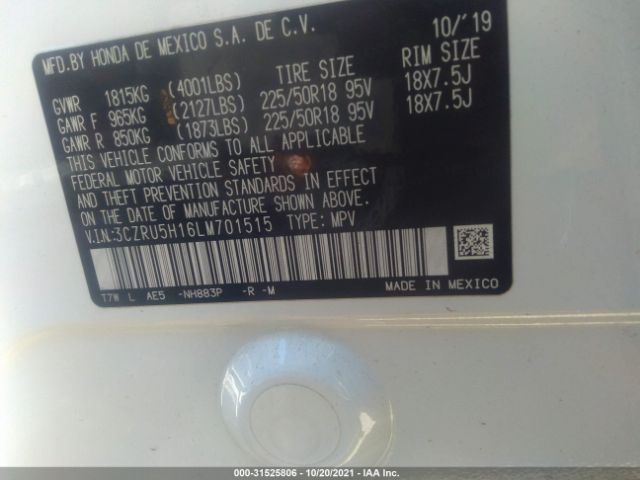 MFD.BY HONDA DE MEXICO S.A. DE C.V. 10/'19
TIRE SIZE RIM SIZE
GVWR 1815KG (4001LBS)
GAWR F 965KG (2127LBS) 225/50R18 95V 18X7.5J
GAWR R 850KG (1873LBS) 225/50R18 95V 18X7.5J
THIS VEHICLE CONFORMS TO ALL APPLICABLE
FEDERAL MOTOR VEHICLE SAFETY
AND THEFT PREVENTION STANDARDS IN EFFECT
ON THE DATE OF MANUFACTURE SHOWN ABOVE.
V.I.N:3CZRU5H16LM701515 TYPE: MPV
T7W L AE5 -NH883P -R -M MADE IN MEXICO
000-31525806 - 10/20/2021 - IAA Inc.